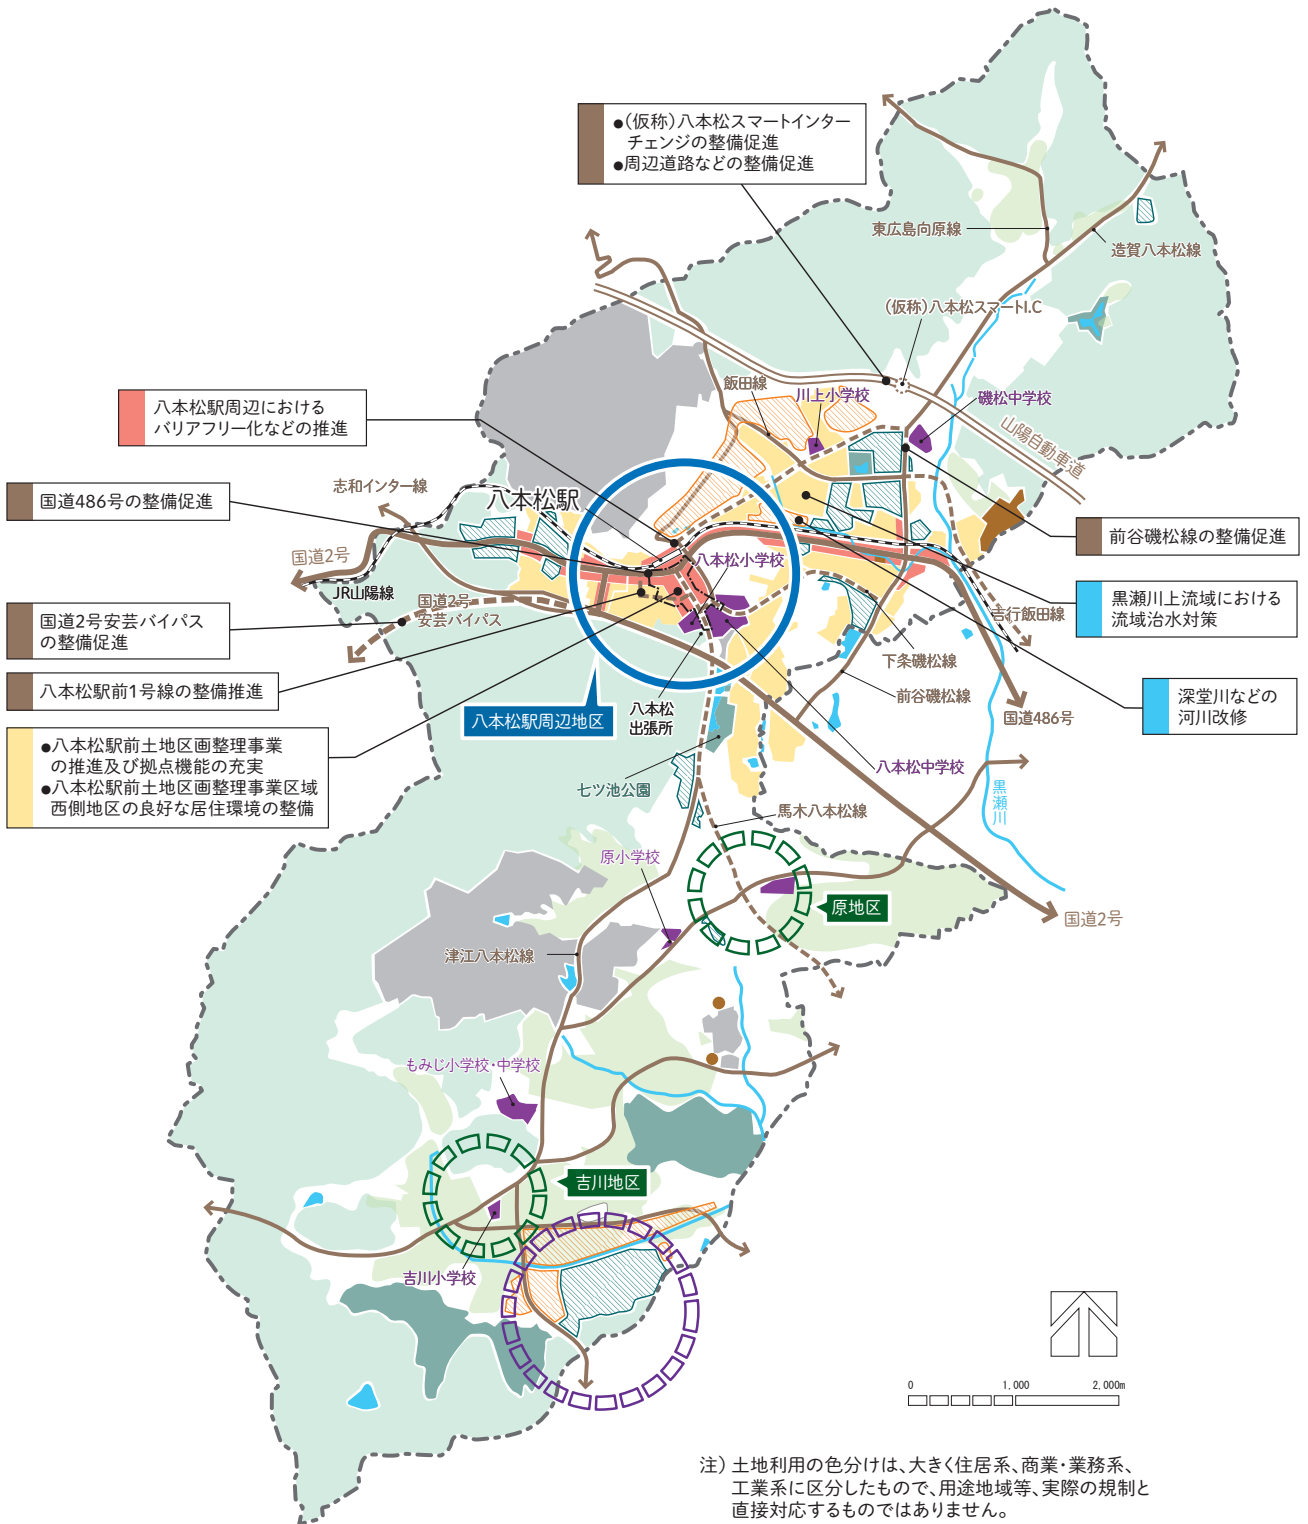 ●(仮称)八本松スマートインター
チェンジの整備促進
●周辺道路などの整備促進
東広島向原線
造賀八本松線
(仮称)八本松スマートI.C
飯田線
川上小学校
磯松中学校
山陽自動車道
八本松駅周辺における
バリアフリー化などの推進
国道486号の整備促進
志和インター線
八本松駅
国道2号
JR山陽線
八本松小学校
前谷磯松線の整備促進
国道2号
安芸バイパス
国道2号安芸バイパス
の整備促進
黒瀬川上流域における
流域治水対策
吉行飯田線
下条磯松線
前谷磯松線
八本松駅前1号線の整備推進
八本松駅周辺地区
八本松
出張所
国道486号
深堂川などの
河川改修
●八本松駅前土地区画整理事業
の推進及び拠点機能の充実
●八本松駅前土地区画整理事業区域
西側地区の良好な居住環境の整備
七ツ池公園
八本松中学校
黒瀬川
馬木八本松線
原小学校
原地区
国道2号
津江八本松線
もみじ小学校・中学校
吉川地区
吉川小学校
0 1,000 2,000m
注)土地利用の色分けは、大きく住居系、商業・業務系、
工業系に区分したもので、用途地域等、実際の規制と
直接対応するものではありません。